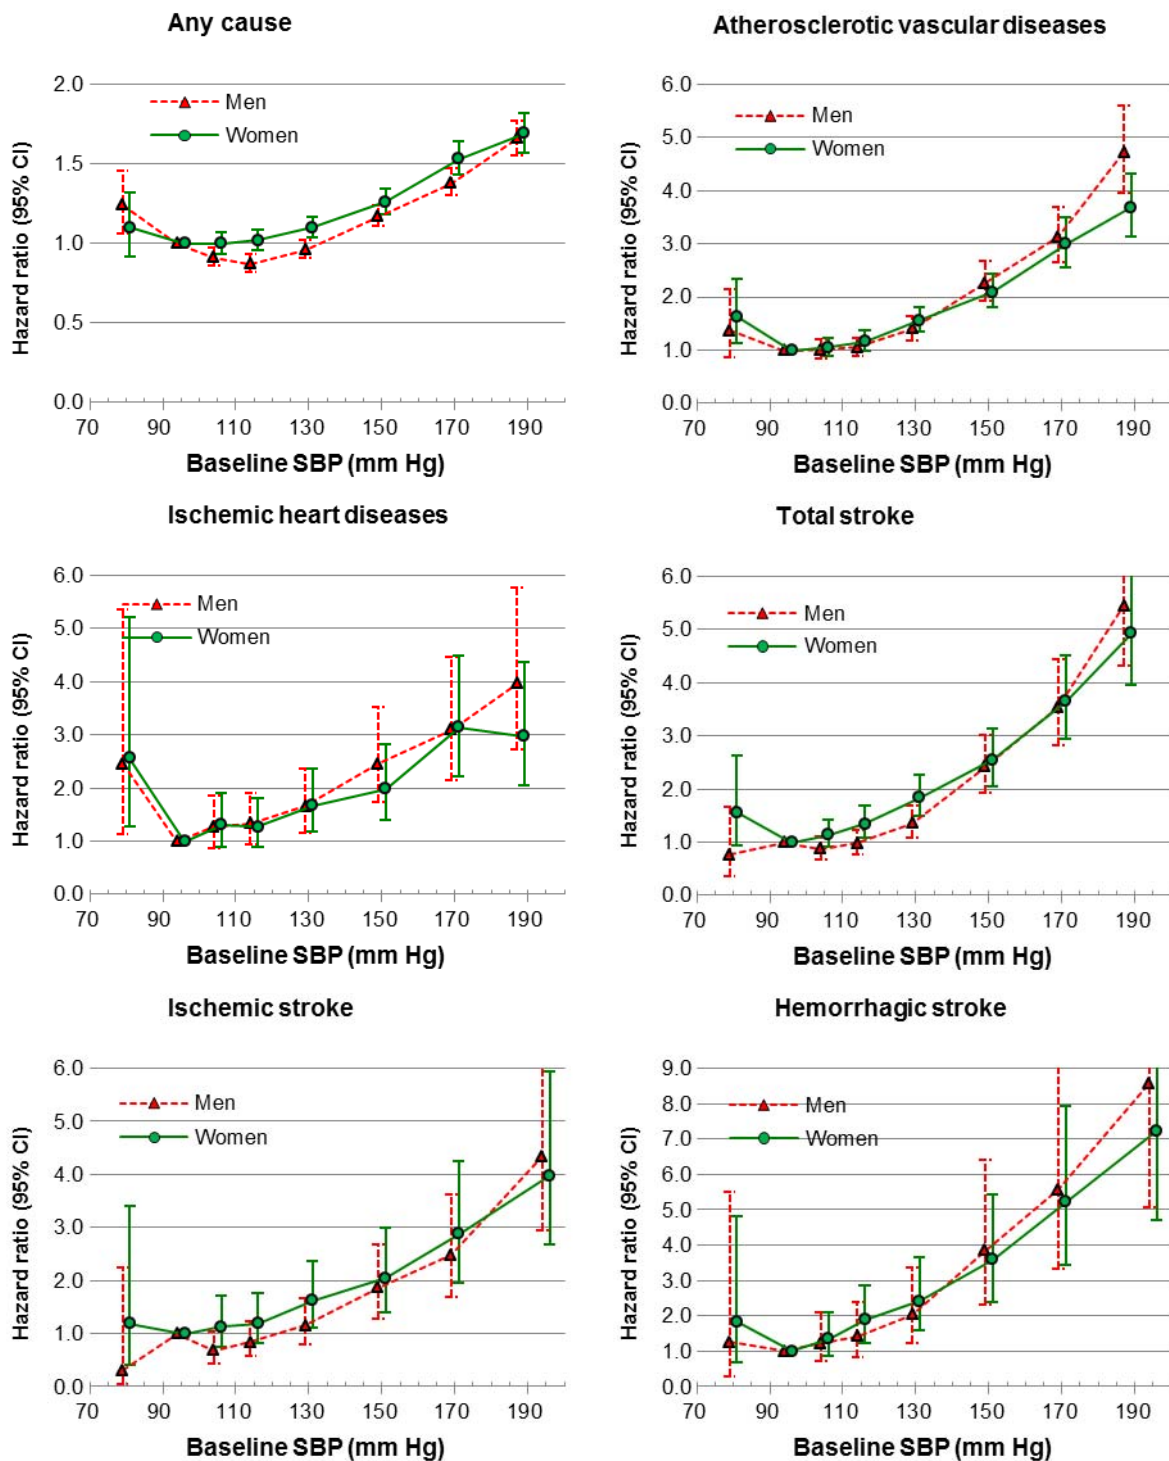 Any cause
Hazard ratio (95% CI)
2.0
1.5
1.0
0.5
0.0
Men
Women
70 90 110 130 150 170 190
Baseline SBP (mm Hg)
Atherosclerotic vascular diseases
Hazard ratio (95% CI)
6.0
5.0
4.0
3.0
2.0
1.0
0.0
Men
Women
70 90 110 130 150 170 190
Baseline SBP (mm Hg)
Ischemic heart diseases
Hazard ratio (95% CI)
6.0
5.0
4.0
3.0
2.0
1.0
0.0
Men
Women
70 90 110 130 150 170 190
Baseline SBP (mm Hg)
Total stroke
Hazard ratio (95% CI)
6.0
5.0
4.0
3.0
2.0
1.0
0.0
Men
Women
70 90 110 130 150 170 190
Baseline SBP (mm Hg)
Ischemic stroke
Hazard ratio (95% CI)
6.0
5.0
4.0
3.0
2.0
1.0
0.0
Men
Women
70 90 110 130 150 170 190
Baseline SBP (mm Hg)
Hemorrhagic stroke
Hazard ratio (95% CI)
9.0
8.0
7.0
6.0
5.0
4.0
3.0
2.0
1.0
0.0
Men
Women
70 90 110 130 150 170 190
Baseline SBP (mm Hg)